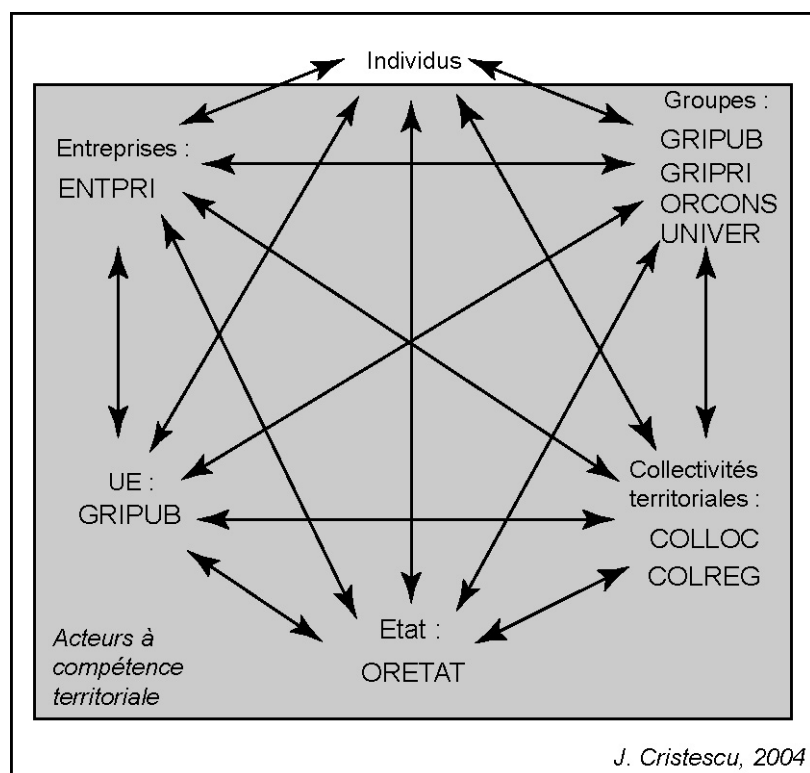 Individus
Groupes :
GRIPUB
GRIPRI
ORCONS
UNIVER
Entreprises :
ENTPRI
UE :
GRIPUB
Collectivités
territoriales :
COLLOC
COLREG
Etat :
ORETAT
Acteurs à
compétence
territoriale
J. Cristescu, 2004